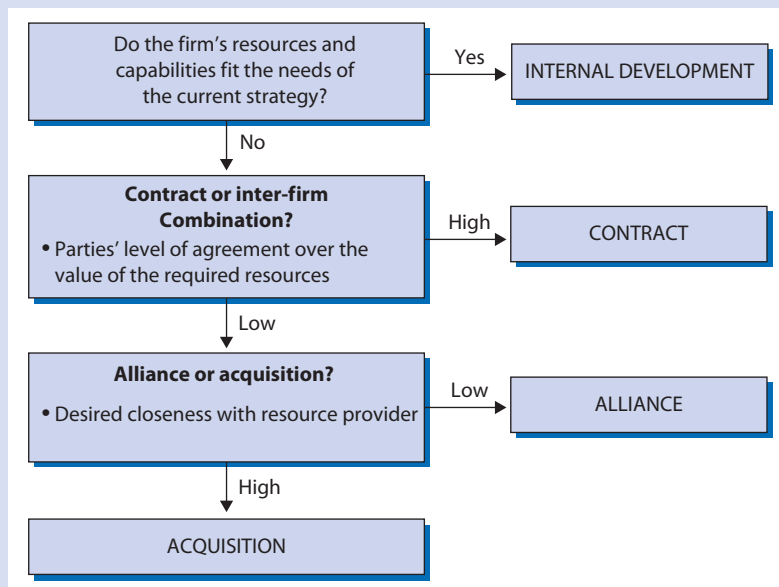 Do the firm's resources and
capabilities fit the needs of
the current strategy?
Yes
INTERNAL DEVELOPMENT
No
Contract or inter-firm
Combination?
• Parties' level of agreement over the
value of the required resources
High
CONTRACT
Low
Alliance or acquisition?
• Desired closeness with resource provider
Low
ALLIANCE
High
ACQUISITION